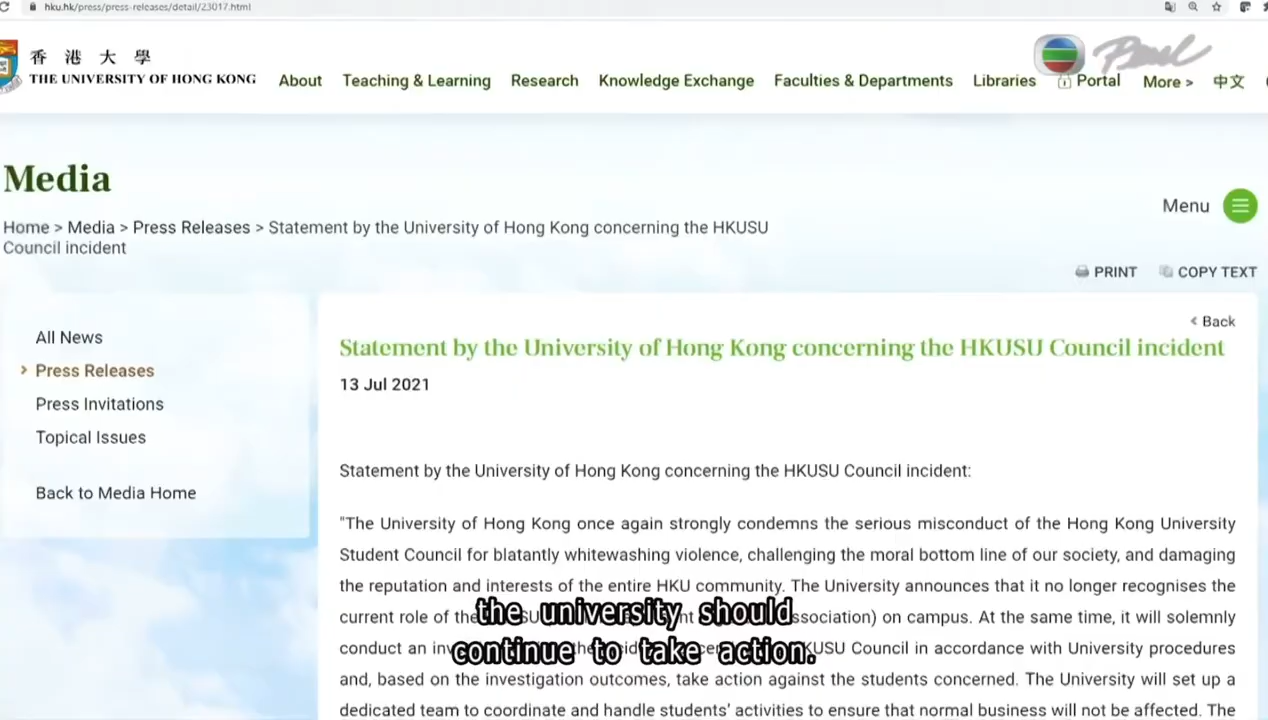 hku.hk/press/press-releases/detail/23017.html
香港大學
THE UNIVERSITY OF HONG KONG
About Teaching & Learning Research Knowledge Exchange Faculties & Departments Libraries Portal More > 中文
Pearl
Media
Menu
Home > Media > Press Releases > Statement by the University of Hong Kong concerning the HKUSU
Council incident
PRINT COPY TEXT
All News
Press Releases
Press Invitations
Topical Issues
Back to Media Home
< Back
Statement by the University of Hong Kong concerning the HKUSU Council incident
13 Jul 2021
Statement by the University of Hong Kong concerning the HKUSU Council incident:
"The University of Hong Kong once again strongly condemns the serious misconduct of the Hong Kong University
Student Council for blatantly whitewashing violence, challenging the moral bottom line of our society, and damaging
the reputation and interests of the entire HKU community. The University announces that it no longer recognises the
current role of the on campus. At the same time, it will solemnly
conduct an Council in accordance with University procedures
and, based on the investigation outcomes, take action against the students concerned. The University will set up a
dedicated team to coordinate and handle students' activities to ensure that normal business will not be affected. The
the university should
continue to take action.